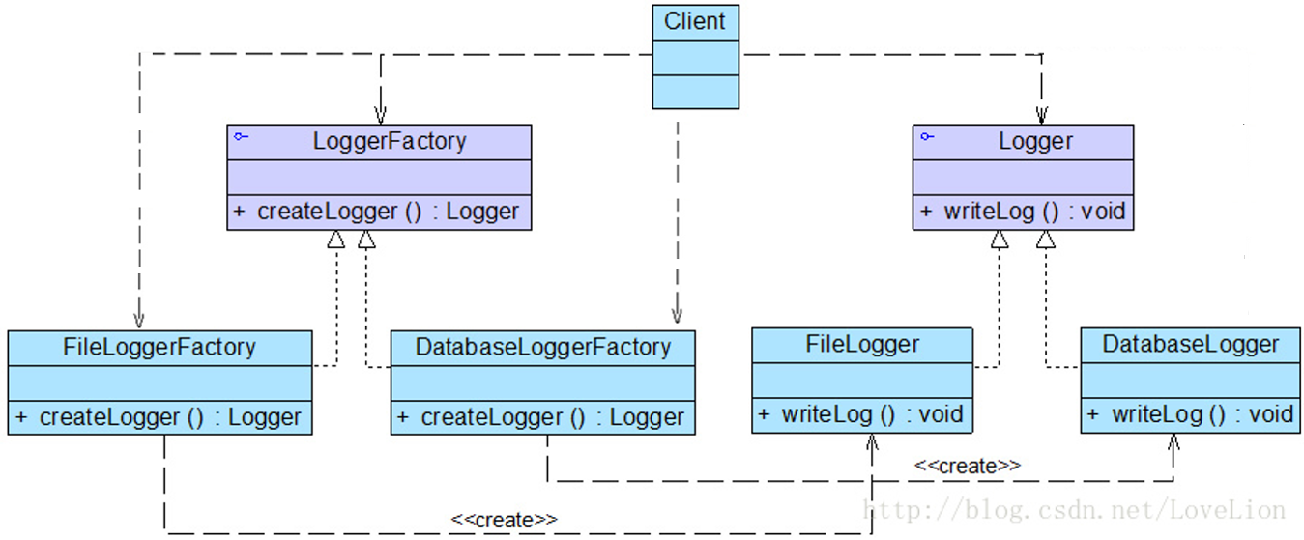 Client
LoggerFactory
+ createLogger () : Logger
Logger
+ writeLog () : void
FileLoggerFactory
+ createLogger () : Logger
DatabaseLoggerFactory
+ createLogger () : Logger
FileLogger
+ writeLog () : void
DatabaseLogger
+ writeLog () : void
<<create>>
<<create>>
http://blog.csdn.net/LoveLion